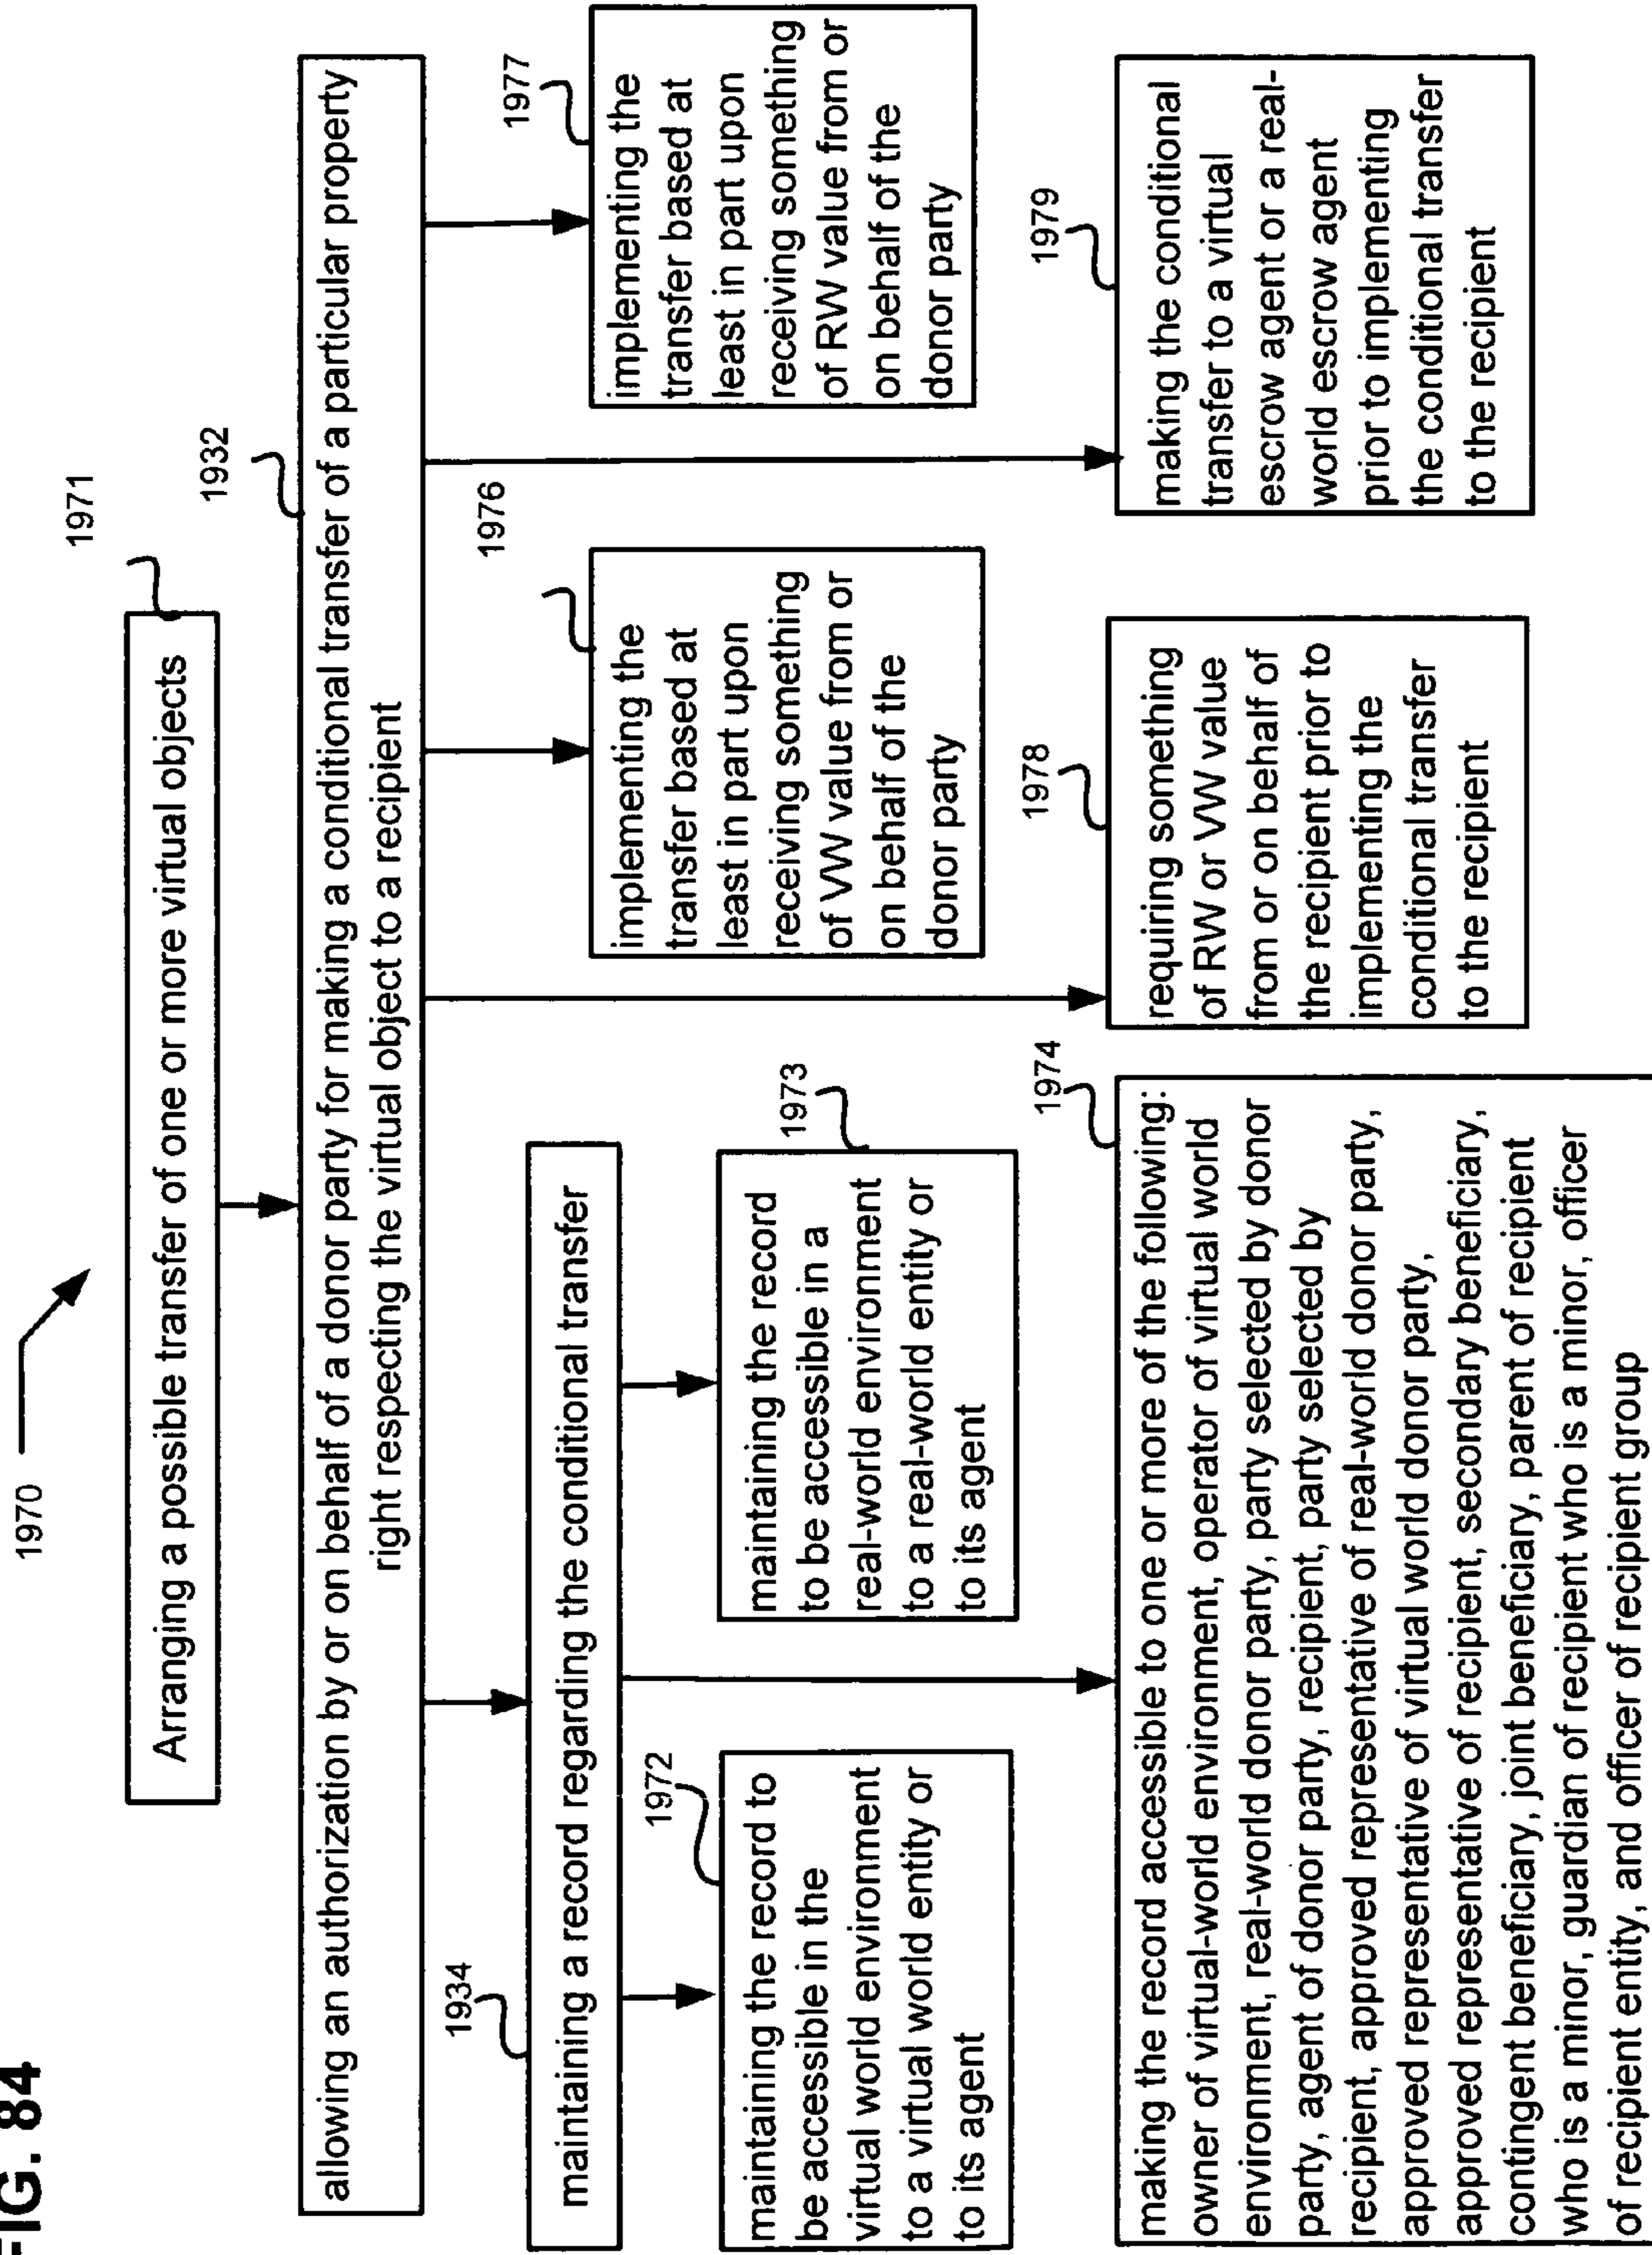 FIG. 84
1970
1971
Arranging a possible transfer of one or more virtual objects
1932
allowing an authorization by or on behalf of a donor party for making a conditional transfer of a particular property
right respecting the virtual object to a recipient
1934
maintaining a record regarding the conditional transfer
1972
maintaining the record to
be accessible in the
virtual world environment
to a virtual world entity or
to its agent
1973
maintaining the record
to be accessible in a
real-world environment
to a real-world entity or
to its agent
1974
making the record accessible to one or more of the following:
owner of virtual-world environment, operator of virtual world
environment, real-world donor party, party selected by donor
party, agent of donor party, recipient, party selected by
recipient, approved representative of real-world donor party,
approved representative of virtual world donor party,
approved representative of recipient, secondary beneficiary,
contingent beneficiary, joint beneficiary, parent of recipient
who is a minor, guardian of recipient who is a minor, officer
of recipient entity, and officer of recipient group
1976
implementing the
transfer based at
least in part upon
receiving something
of VW value from or
on behalf of the
donor party
1977
implementing the
transfer based at
least in part upon
receiving something
of RW value from or
on behalf of the
donor party
1978
requiring something
of RW or VW value
from or on behalf of
the recipient prior to
implementing the
conditional transfer
to the recipient
1979
making the conditional
transfer to a virtual
escrow agent or a real-
world escrow agent
prior to implementing
the conditional transfer
to the recipient